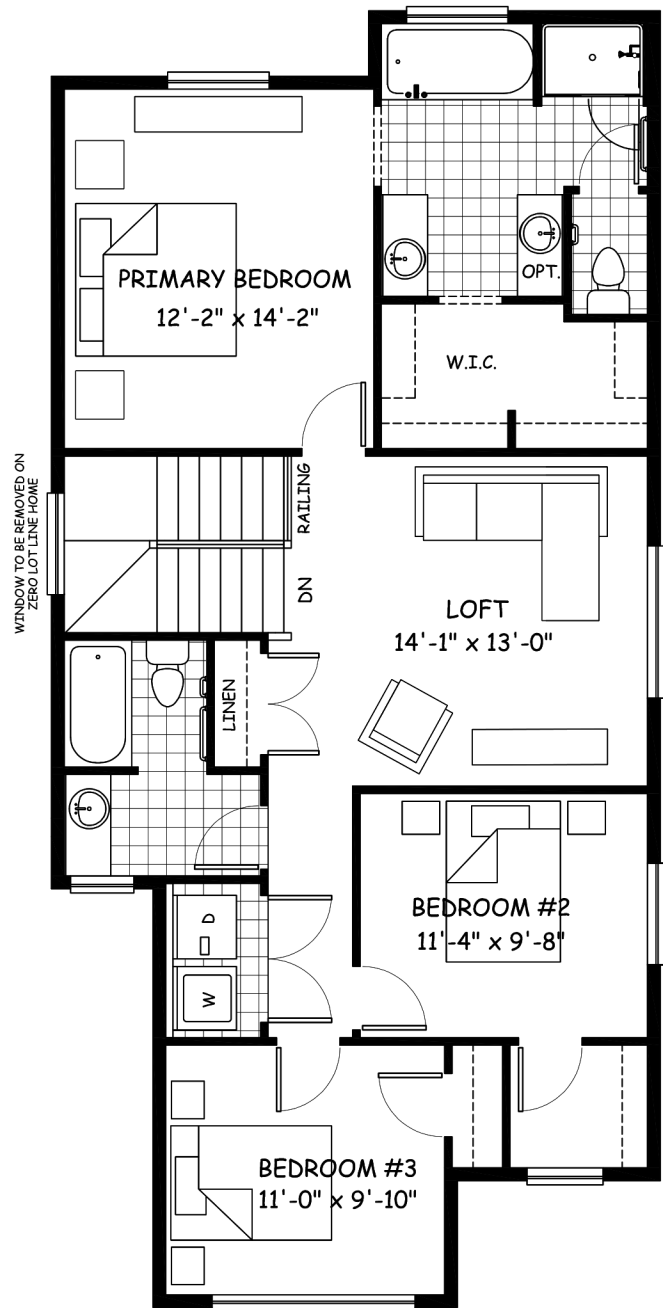 PRIMARY BEDROOM
12'-2" x 14'-2"
OPT.
W.I.C.
WINDOW TO BE REMOVED ON
ZERO LOT LINE HOME
RAILING
DN
LOFT
14'-1" x 13'-0"
LINEN
BEDROOM #2
11'-4" x 9'-8"
D
W
BEDROOM #3
11'-0" x 9'-10"